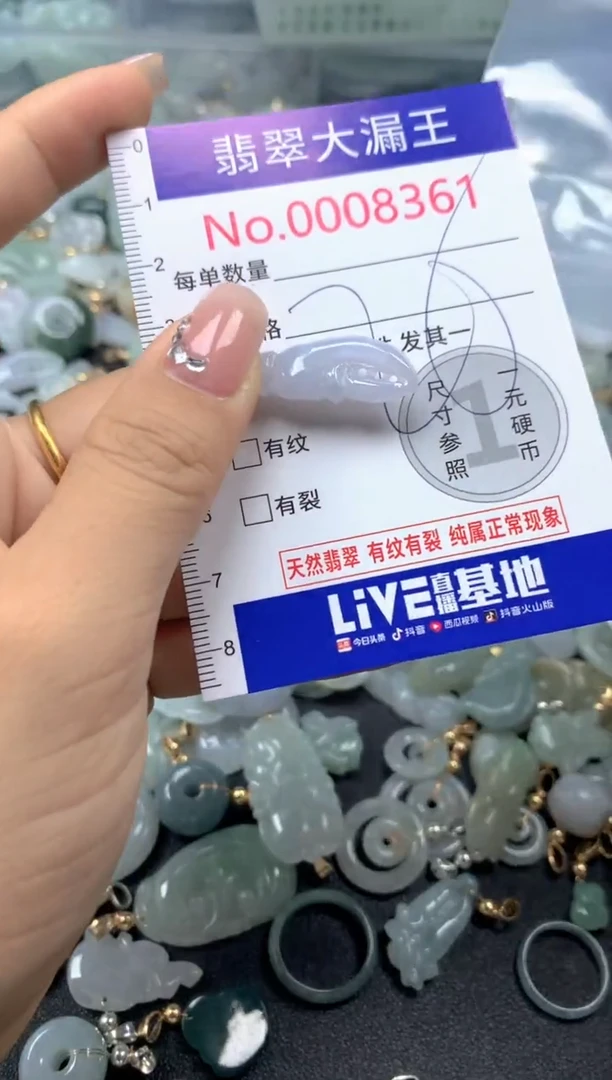 翡翠大漏王
No.0008361
每单数量
格
发其一
有纹
有裂
一元硬币
尺寸参照
1
天然翡翠 有纹有裂 纯属正常现象
LiVE直播基地
今日头条 抖音 西瓜视频 抖音火山版
0
1
2
7
8